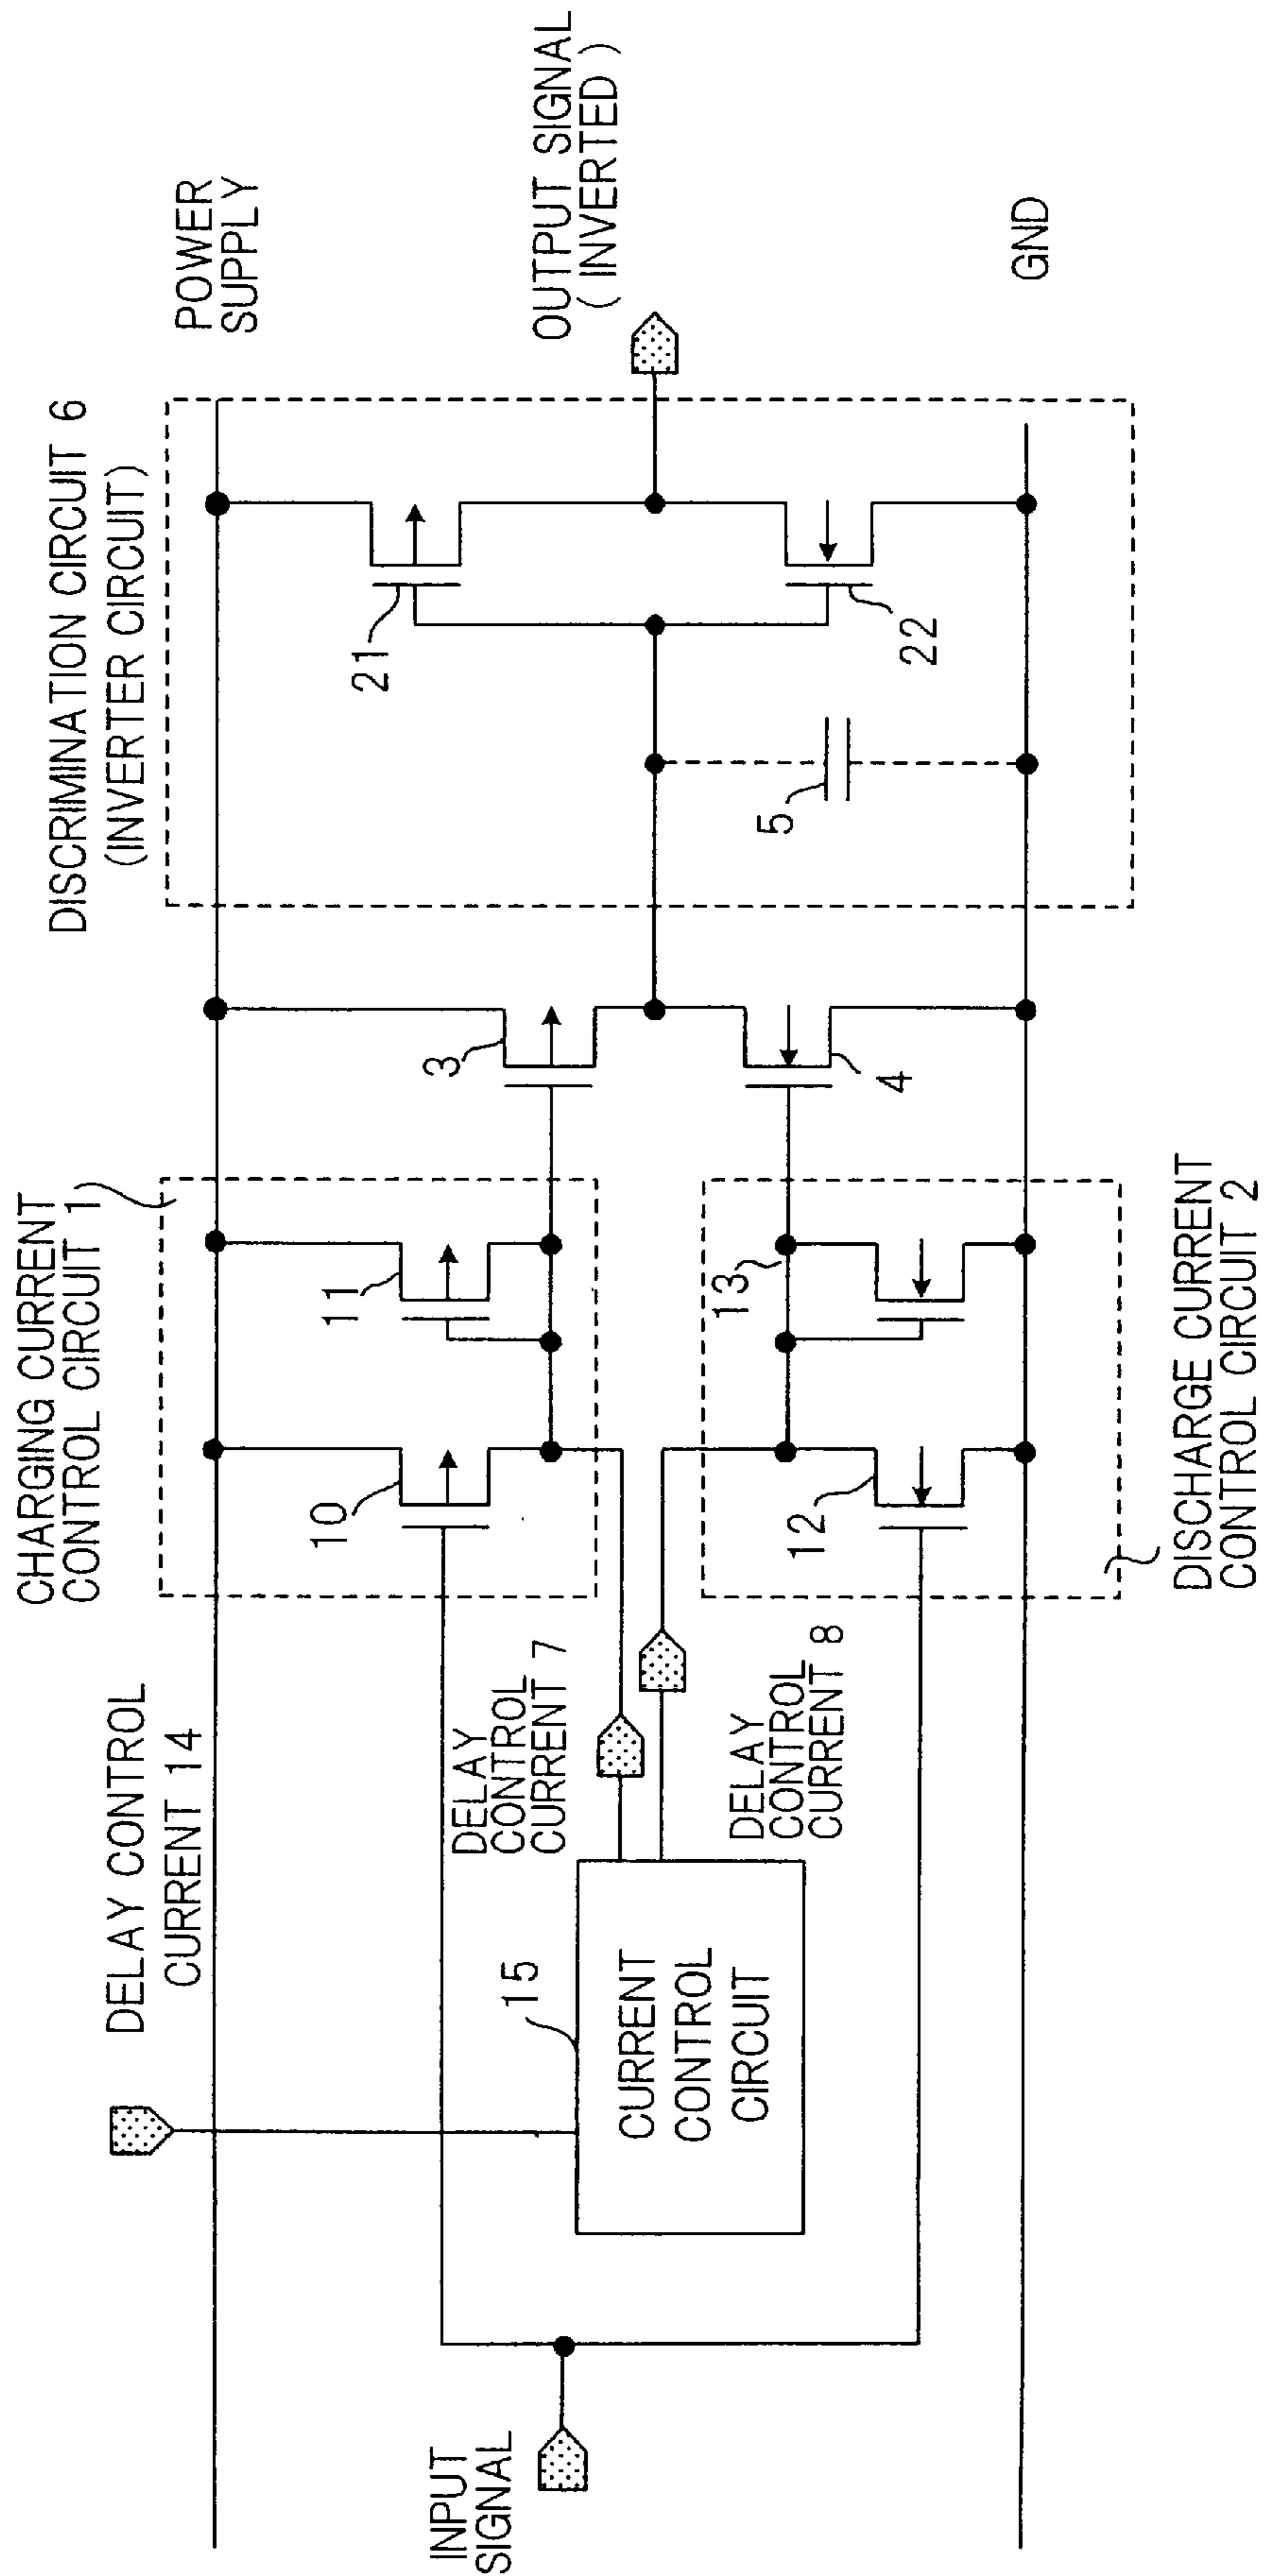 CHARGING CURRENT
CONTROL CIRCUIT 1
DISCRIMINATION CIRCUIT 6
(INVERTER CIRCUIT)
DELAY CONTROL
CURRENT 14
POWER
SUPPLY
10
11
3
21
INPUT
SIGNAL
15
CURRENT
CONTROL
CIRCUIT
DELAY
CONTROL
CURRENT 7
DELAY
CONTROL
CURRENT 8
OUTPUT SIGNAL
( INVERTED )
12
13
4
5
22
GND
DISCHARGE CURRENT
CONTROL CIRCUIT 2